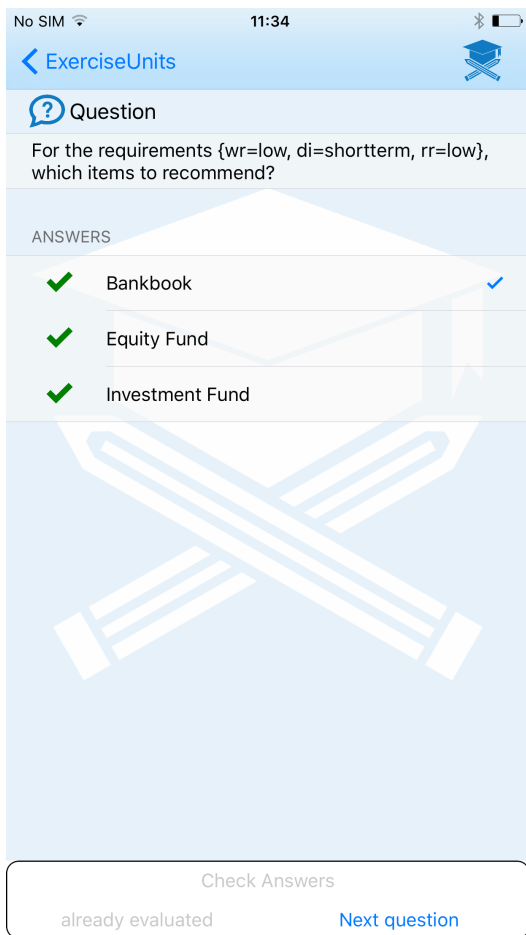 No SIM 11:34
ExerciseUnits
? Question
For the requirements {wr=low, di=shortterm, rr=low},
which items to recommend?
ANSWERS
Bankbook
Equity Fund
Investment Fund
Check Answers
already evaluated Next question